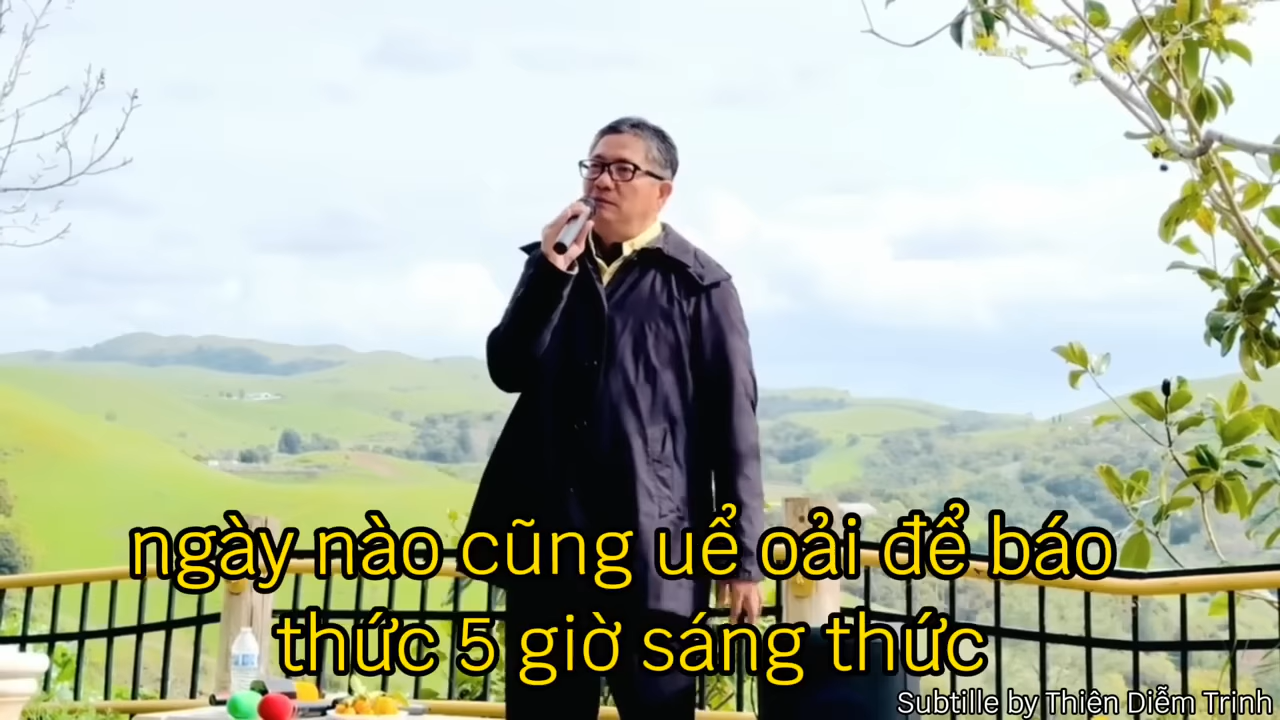 ngày nào cũng uể oải để báo
thức 5 giờ sáng thức
Subtille by Thiên Diễm Trinh